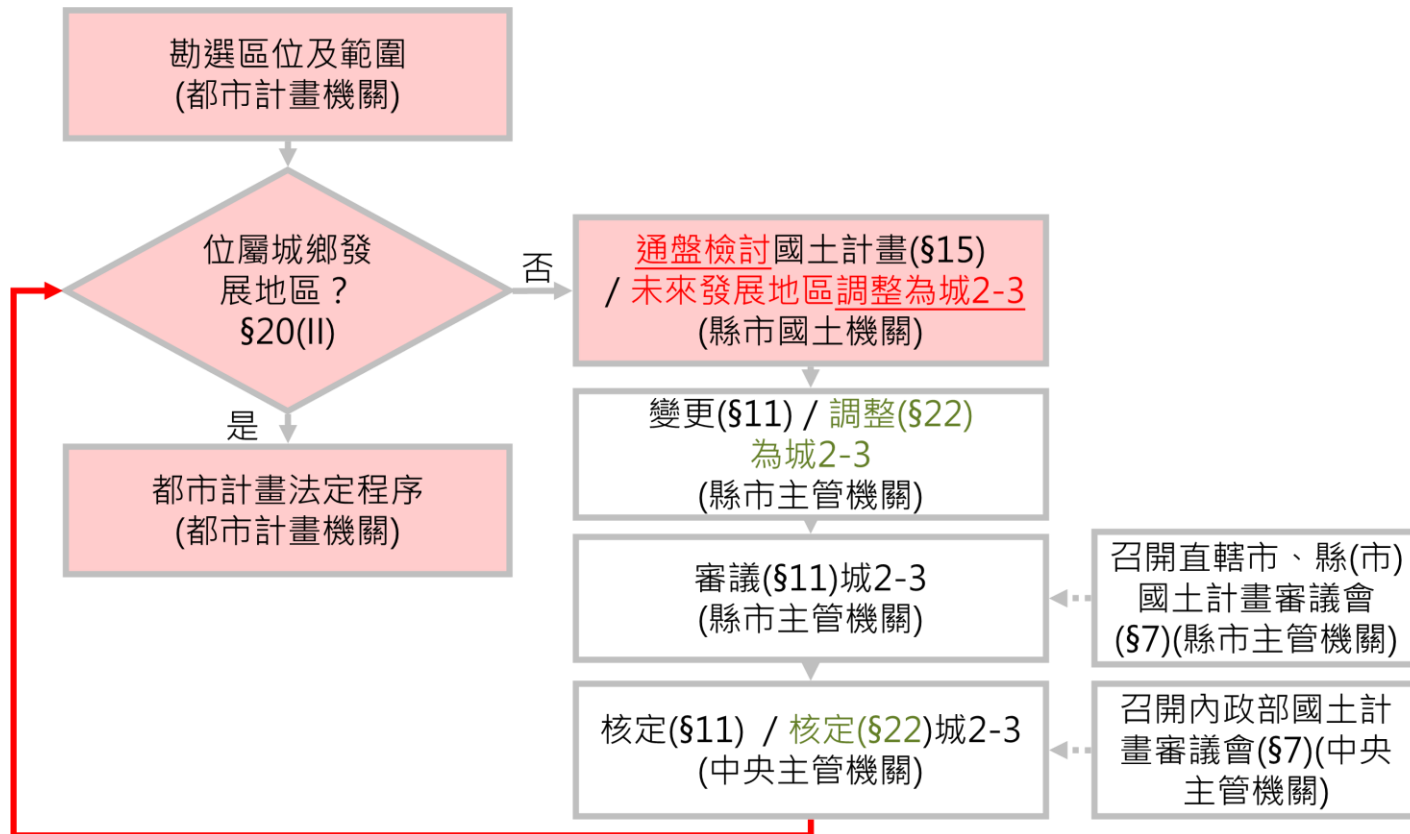 勘選區位及範圍
(都市計畫機關)
位屬城鄉發
展地區？
§20(II)
否
是
都市計畫法定程序
(都市計畫機關)
通盤檢討國土計畫(§15)
/ 未來發展地區調整為城2-3
(縣市國土機關)
變更(§11) / 調整(§22)
為城2-3
(縣市主管機關)
審議(§11)城2-3
(縣市主管機關)
召開直轄市、縣(市)
國土計畫審議會
(§7)(縣市主管機關)
核定(§11) / 核定(§22)城2-3
(中央主管機關)
召開內政部國土計
畫審議會(§7)(中央
主管機關)